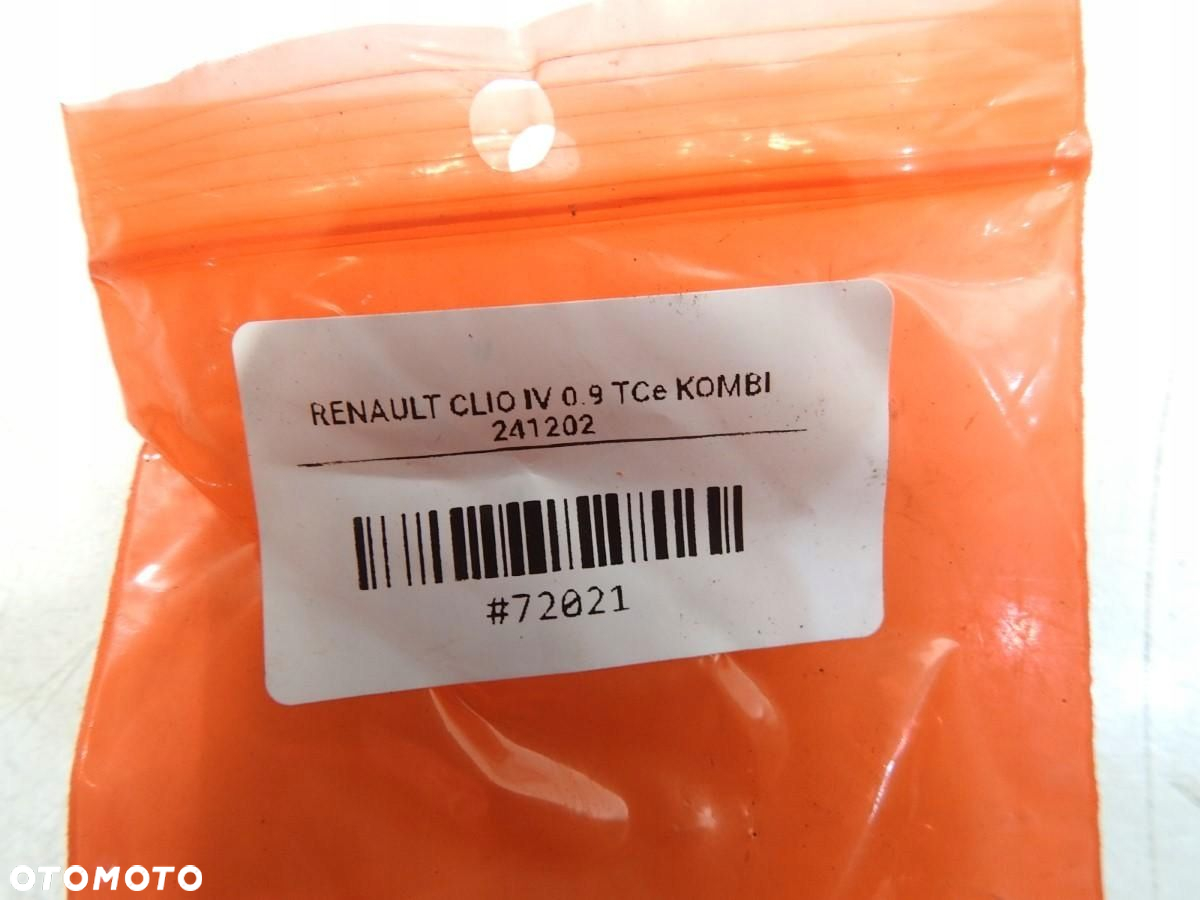 RENAULT CLIO IV 0.9 TCe KOMBI
241202
#72021
OTOMOTO